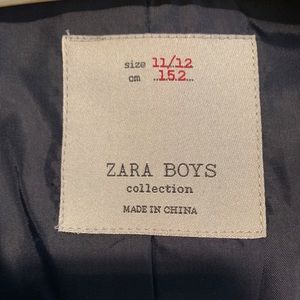 size 11/12
cm 152
ZARA BOYS
collection
MADE IN CHINA